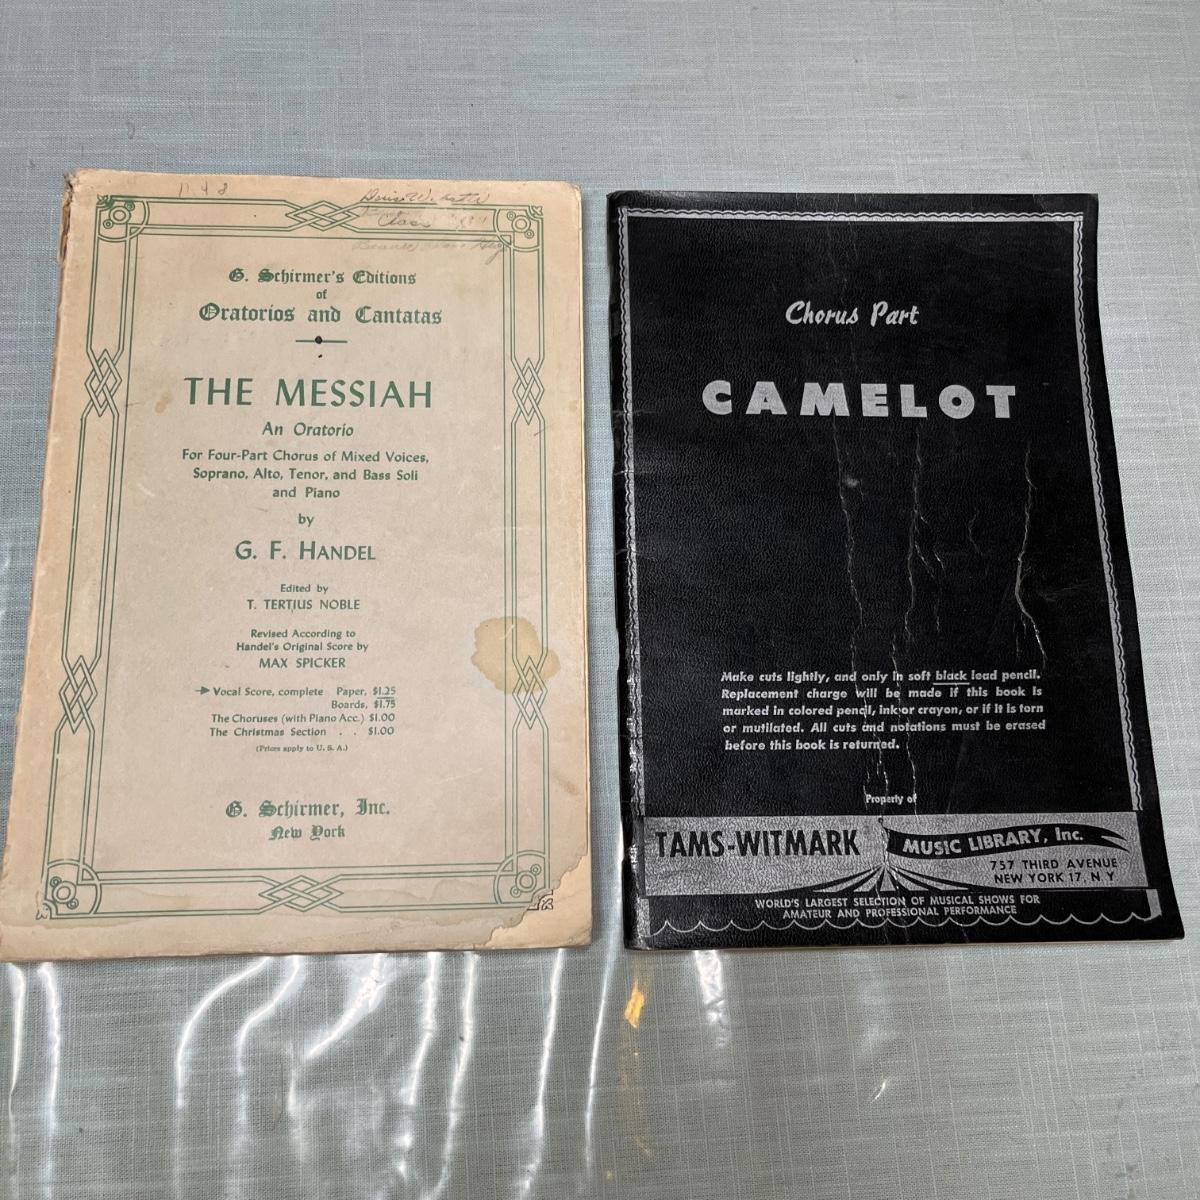 Class
G. Schirmer's Editions
of
Oratorios and Cantatas
THE MESSIAH
An Oratorio
For Four-Part Chorus of Mixed Voices,
Soprano, Alto, Tenor, and Bass Soli
and Piano
by
G. F. HANDEL
Edited by
T. TERTIUS NOBLE
Revised According to
Handel's Original Score by
MAX SPICKER
Vocal Score, complete Paper, $1.25
Boards, $1.75
The Choruses (with Piano Acc.) $1.00
The Christmas Section . . $1.00
(Prices apply to U. S. A.)
G. Schirmer, Inc.
New York
Chorus Part
CAMELOT
Make cuts lightly, and only in soft black lead pencil.
Replacement charge will be made if this book is
marked in colored pencil, ink or crayon, or if it is torn
or mutilated. All cuts and notations must be erased
before this book is returned.
Property of
TAMS-WITMARK MUSIC LIBRARY, Inc.
757 THIRD AVENUE
NEW YORK 17, N. Y.
WORLD'S LARGEST SELECTION OF MUSICAL SHOWS FOR
AMATEUR AND PROFESSIONAL PERFORMANCE